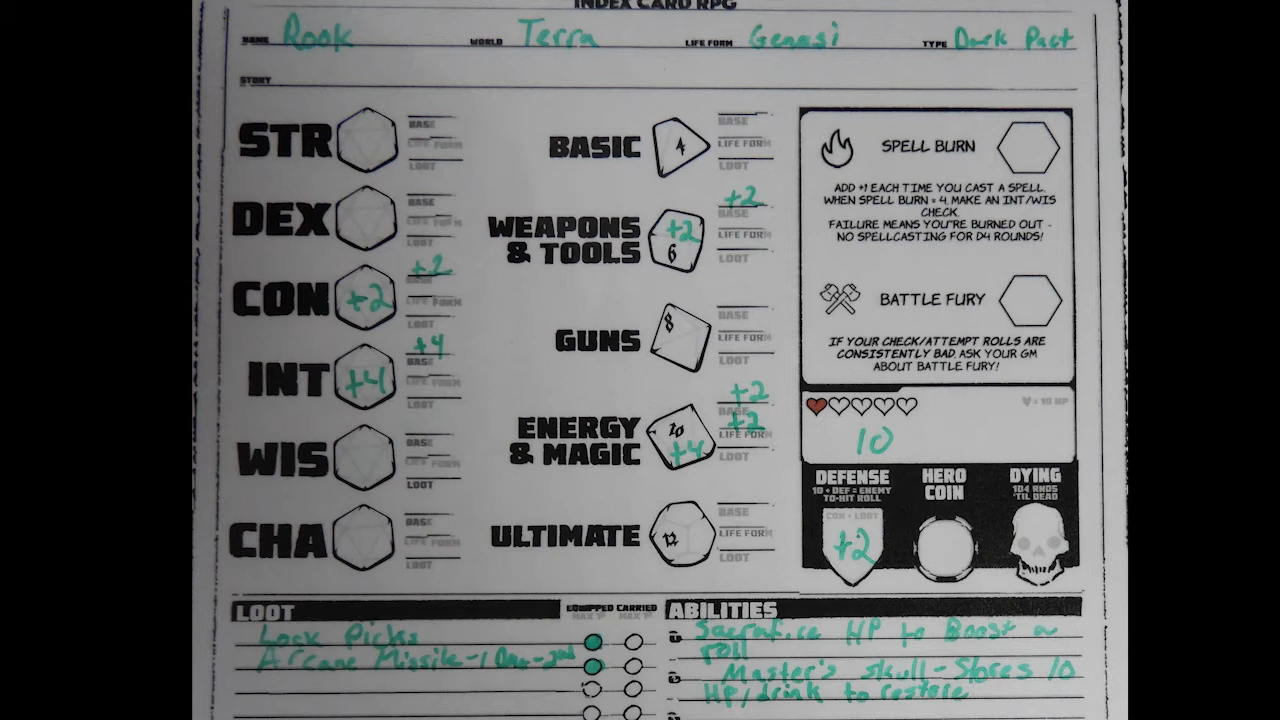 INDEX CARD RPG
NAME Rook WORLD Terra LIFE FORM Genasi TYPE Dark Pact
STORY
STR BASE LIFE FORM LOOT
DEX BASE LIFE FORM LOOT
CON +2 +2 BASE LIFE FORM LOOT
INT +4 +4 BASE LIFE FORM LOOT
WIS BASE LIFE FORM LOOT
CHA BASE LIFE FORM LOOT
BASIC 4 BASE LIFE FORM LOOT
WEAPONS & TOOLS +2 6 +2 BASE LIFE FORM LOOT
GUNS 8 BASE LIFE FORM LOOT
ENERGY & MAGIC 10 +4 +2 BASE +2 LIFE FORM LOOT
ULTIMATE 12 BASE LIFE FORM LOOT
SPELL BURN
ADD +1 EACH TIME YOU CAST A SPELL.
WHEN SPELL BURN = 4, MAKE AN INT/WIS
CHECK.
FAILURE MEANS YOU'RE BURNED OUT -
NO SPELLCASTING FOR D4 ROUNDS!
BATTLE FURY
IF YOUR CHECK/ATTEMPT ROLLS ARE
CONSISTENTLY BAD, ASK YOUR GM
ABOUT BATTLE FURY!
= 10 HP
10
DEFENSE
10 + DEF = ENEMY
TO-HIT ROLL
CON + LOOT
+2
HERO
COIN
DYING
1D4 RNDS
'TIL DEAD
LOOT EQUIPPED MAX 10 CARRIED MAX 10
Lock Picks
Arcane Missile-1
ABILITIES
Sacrifice HP to Boost a
roll
Master's skull-Stores 10
HP/drink to restore